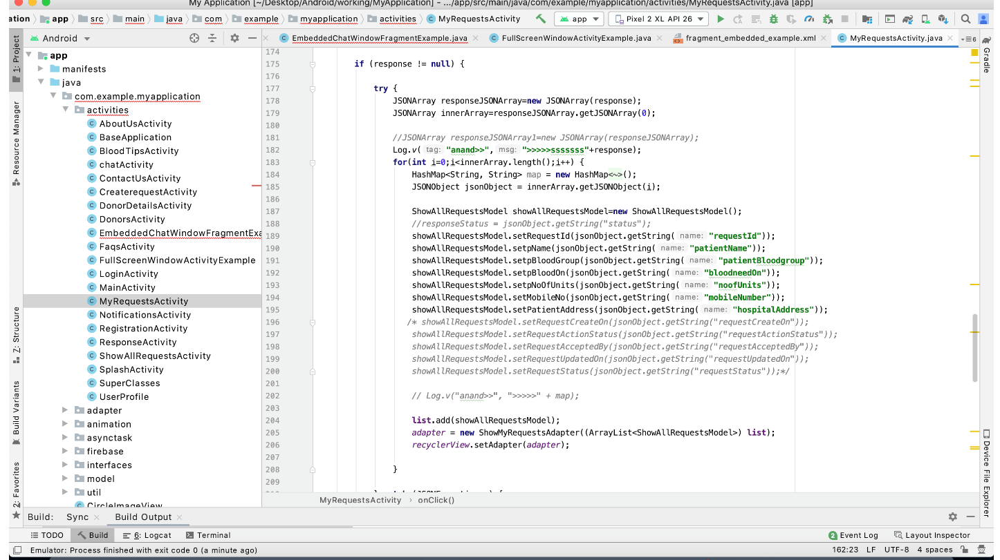 My Application [~/Desktop/Android/working/MyApplication] - .../app/src/main/java/com/example/myapplication/activities/MyRequestsActivity.java [app]
ation app src main java com example myapplication activities MyRequestsActivity app Pixel 2 XL API 26
Android
EmbeddedChatWindowFragmentExample.java FullScreenWindowActivityExample.java fragment_embedded_example.xml MyRequestsActivity.java 6
1: Project
Resource Manager
Z: Structure
Build Variants
2: Favorites
app
manifests
java
com.example.myapplication
activities
AboutUsActivity
BaseApplication
BloodTipsActivity
chatActivity
ContactUsActivity
CreaterequestActivity
DonorDetailsActivity
DonorsActivity
EmbeddedChatWindowFragmentExa
FaqsActivity
FullScreenWindowActivityExample
LoginActivity
MainActivity
MyRequestsActivity
NotificationsActivity
RegistrationActivity
ResponseActivity
ShowAllRequestsActivity
SplashActivity
SuperClasses
UserProfile
adapter
animation
asynctask
firebase
interfaces
model
util
CircleImageView
174
175 if (response != null) {
176
177 try {
178 JSONArray responseJSONArray=new JSONArray(response);
179 JSONArray innerArray=responseJSONArray.getJSONArray(0);
180
181 //JSONArray responseJSONArray1=new JSONArray(responseJSONArray);
182 Log.v( tag: "anand>>", msg: ">>>>>sssssss"+response);
183 for(int i=0;i<innerArray.length();i++) {
184 HashMap<String, String> map = new HashMap<~>();
185 JSONObject jsonObject = innerArray.getJSONObject(i);
186
187 ShowAllRequestsModel showAllRequestsModel=new ShowAllRequestsModel();
188 //responseStatus = jsonObject.getString("status");
189 showAllRequestsModel.setRequestId(jsonObject.getString( name: "requestId"));
190 showAllRequestsModel.setpName(jsonObject.getString( name: "patientName"));
191 showAllRequestsModel.setpBloodGroup(jsonObject.getString( name: "patientBloodgroup"));
192 showAllRequestsModel.setpBloodOn(jsonObject.getString( name: "bloodneedOn"));
193 showAllRequestsModel.setpNoOfUnits(jsonObject.getString( name: "noofUnits"));
194 showAllRequestsModel.setMobileNo(jsonObject.getString( name: "mobileNumber"));
195 showAllRequestsModel.setPatientAddress(jsonObject.getString( name: "hospitalAddress"));
196 /* showAllRequestsModel.setRequestCreateOn(jsonObject.getString("requestCreateOn"));
197 showAllRequestsModel.setRequestActionStatus(jsonObject.getString("requestActionStatus"));
198 showAllRequestsModel.setRequestAcceptedBy(jsonObject.getString("requestAcceptedBy"));
199 showAllRequestsModel.setRequestUpdatedOn(jsonObject.getString("requestUpdatedOn"));
200 showAllRequestsModel.setRequestStatus(jsonObject.getString("requestStatus"));*/
201
202 // Log.v("anand>>", ">>>>>" + map);
203
204 list.add(showAllRequestsModel);
205 adapter = new ShowMyRequestsAdapter((ArrayList<ShowAllRequestsModel>) list);
206 recyclerView.setAdapter(adapter);
207
208 }
209
MyRequestsActivity › onClick()
Gradle
Device File Explorer
Build: Sync Build Output
TODO Build 6: Logcat Terminal 2 Event Log Layout Inspector
Emulator: Process finished with exit code 0 (a minute ago) 162:23 LF UTF-8 4 spaces